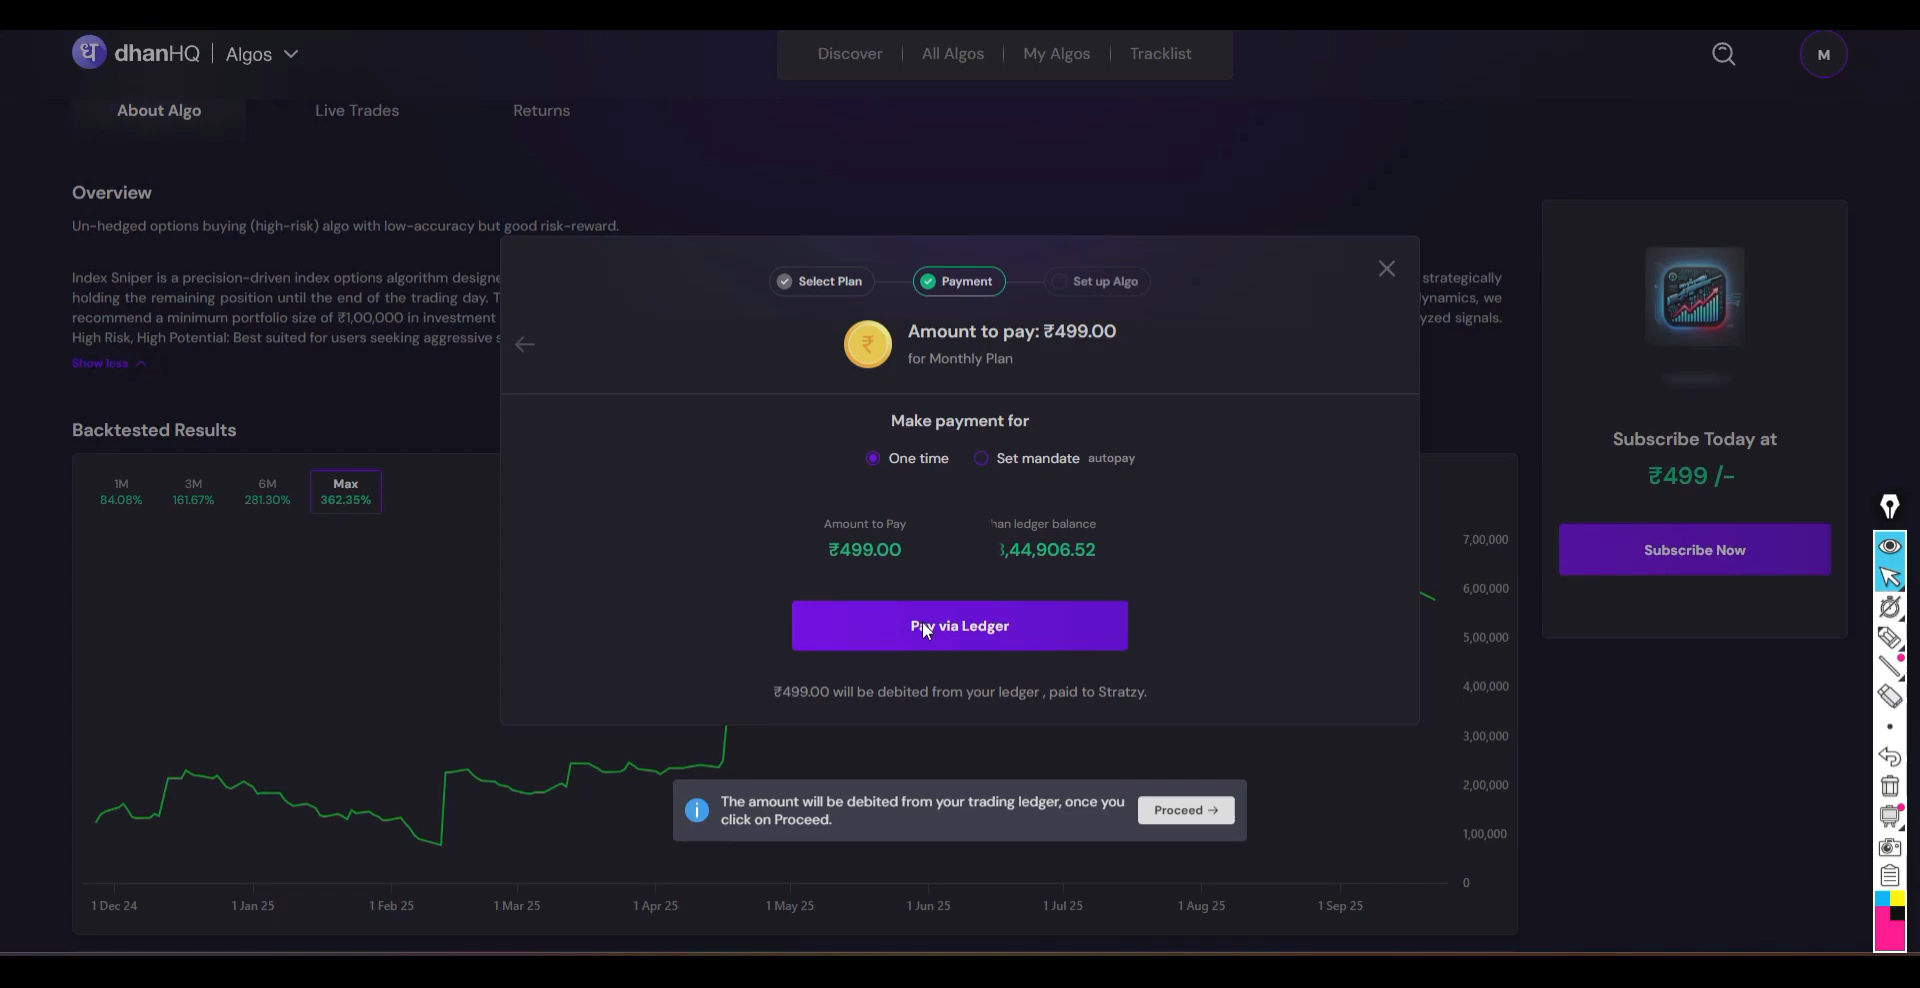 ध dhanHQ | Algos
Discover | All Algos | My Algos | Tracklist
M
About Algo
Live Trades
Returns
Overview
Un-hedged options buying (high-risk) algo with low-accuracy but good risk-reward.
Index Sniper is a precision-driven index options algorithm designe
strategically
holding the remaining position until the end of the trading day. T
ynamics, we
recommend a minimum portfolio size of ₹1,00,000 in investment
yzed signals.
High Risk, High Potential: Best suited for users seeking aggressive s
Show less
Select Plan
Payment
Set up Algo
Amount to pay: ₹499.00
for Monthly Plan
Make payment for
One time
Set mandate autopay
Amount to Pay
han ledger balance
₹499.00
3,44,906.52
Pay via Ledger
₹499.00 will be debited from your ledger , paid to Stratzy.
Subscribe Today at
₹499 /-
Subscribe Now
Backtested Results
1M
84.08%
3M
161.67%
6M
281.30%
Max
362.35%
7,00,000
6,00,000
5,00,000
4,00,000
3,00,000
2,00,000
1,00,000
0
The amount will be debited from your trading ledger, once you
click on Proceed.
Proceed →
1 Dec 24
1 Jan 25
1 Feb 25
1 Mar 25
1 Apr 25
1 May 25
1 Jun 25
1 Jul 25
1 Aug 25
1 Sep 25